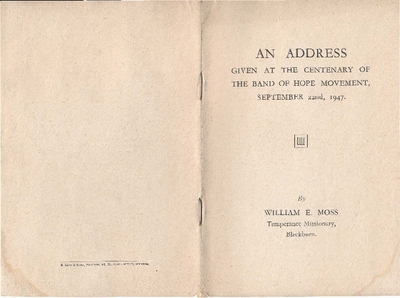 AN ADDRESS
GIVEN AT THE CENTENARY OF
THE BAND OF HOPE MOVEMENT,
SEPTEMBER 22nd, 1947.
By
WILLIAM E. MOSS
Temperance Missionary,
Blackburn.